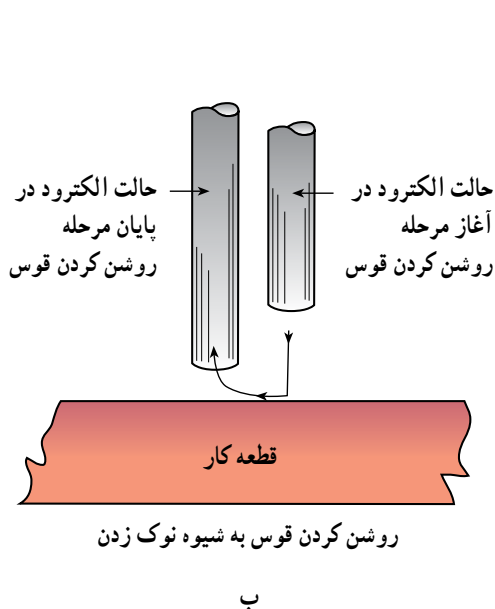 حالت الکترود در
آغاز مرحله
روشن کردن قوس
حالت الکترود در
پایان مرحله
روشن کردن قوس
قطعه کار
روشن کردن قوس به شیوه نوک زدن
ب